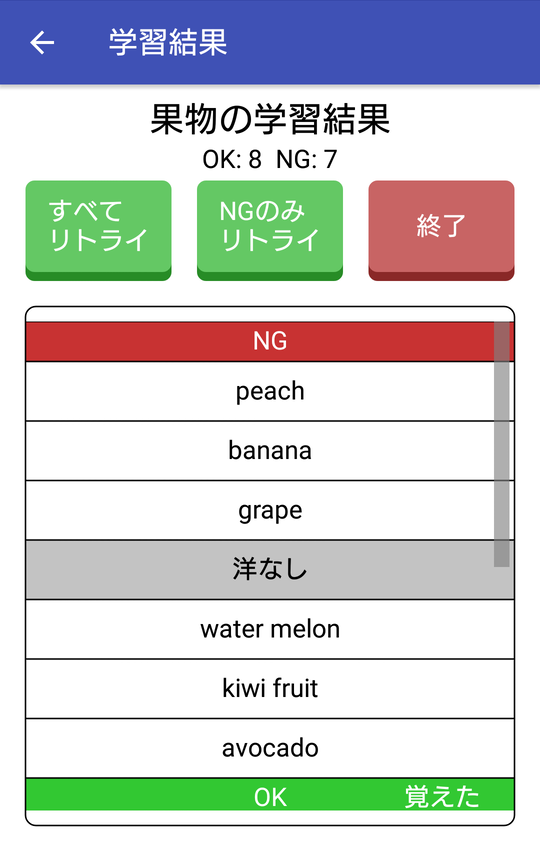 学習結果
果物の学習結果
OK: 8 NG: 7
すべて
リトライ
NGのみ
リトライ
終了
NG
peach
banana
grape
洋なし
water melon
kiwi fruit
avocado
OK 覚えた